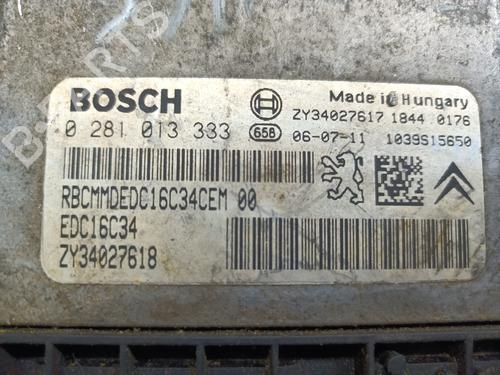 BOSCH
Made in Hungary
ZY34027617 1844 0176
0 281 013 333 658 06-07-11 1039S15650
RBCMMDEDC16C34CEM 00
EDC16C34
ZY34027618